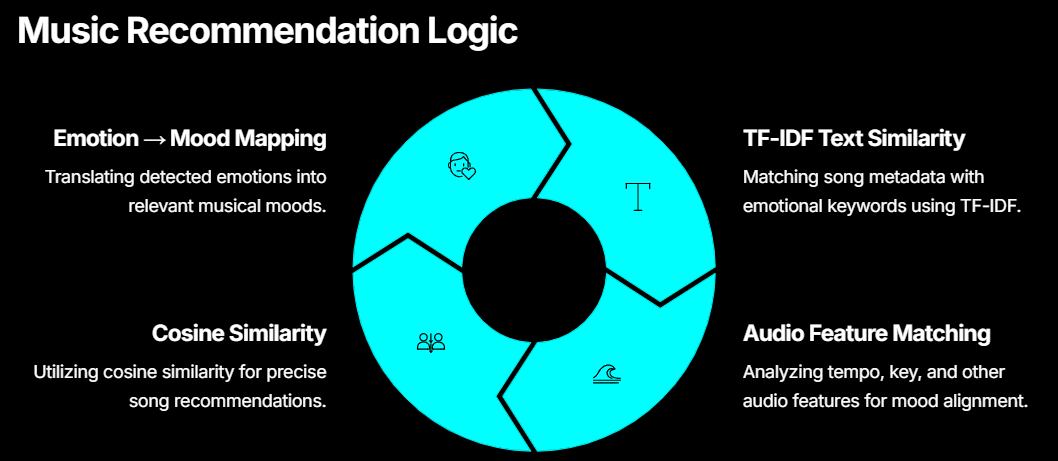 Music Recommendation Logic
Emotion → Mood Mapping
Translating detected emotions into
relevant musical moods.
TF-IDF Text Similarity
Matching song metadata with
emotional keywords using TF-IDF.
T
Cosine Similarity
Utilizing cosine similarity for precise
song recommendations.
Audio Feature Matching
Analyzing tempo, key, and other
audio features for mood alignment.